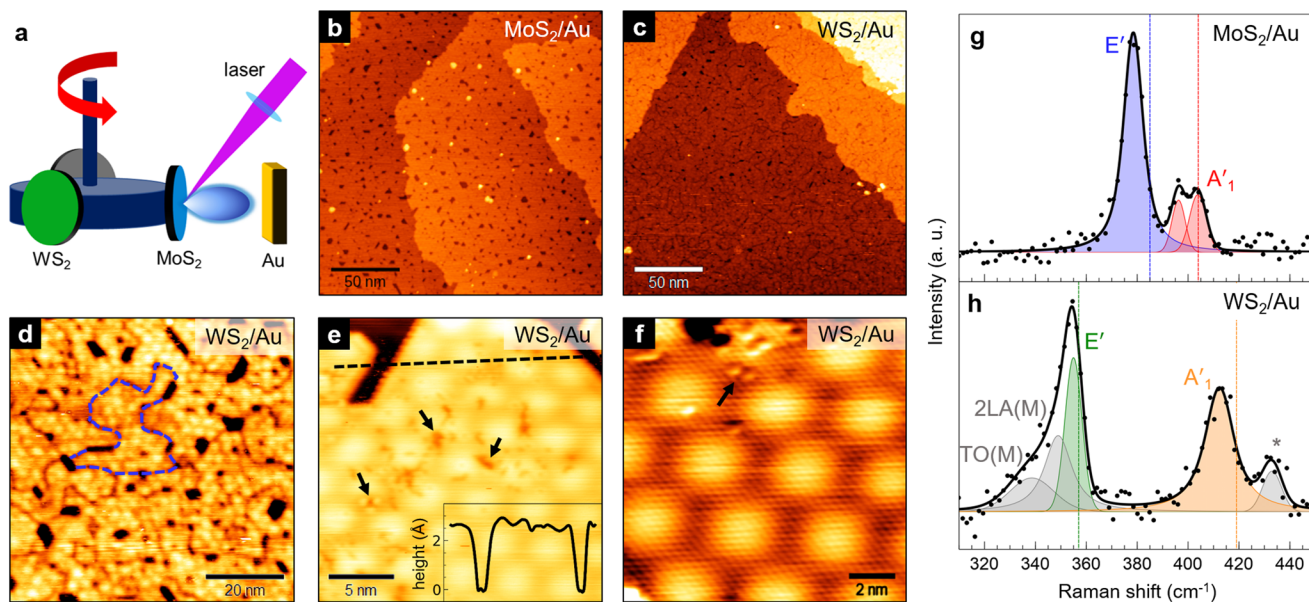 a
laser
WS₂
MoS₂
Au
b
MoS₂/Au
50 nm
c
WS₂/Au
50 nm
d
WS₂/Au
20 nm
e
WS₂/Au
5 nm
height (Å)
2
0
f
WS₂/Au
2 nm
g
MoS₂/Au
E′
A′₁
h
WS₂/Au
E′
A′₁
2LA(M)
TO(M)
*
Intensity (a. u.)
320 340 360 380 400 420 440
Raman shift (cm⁻¹)